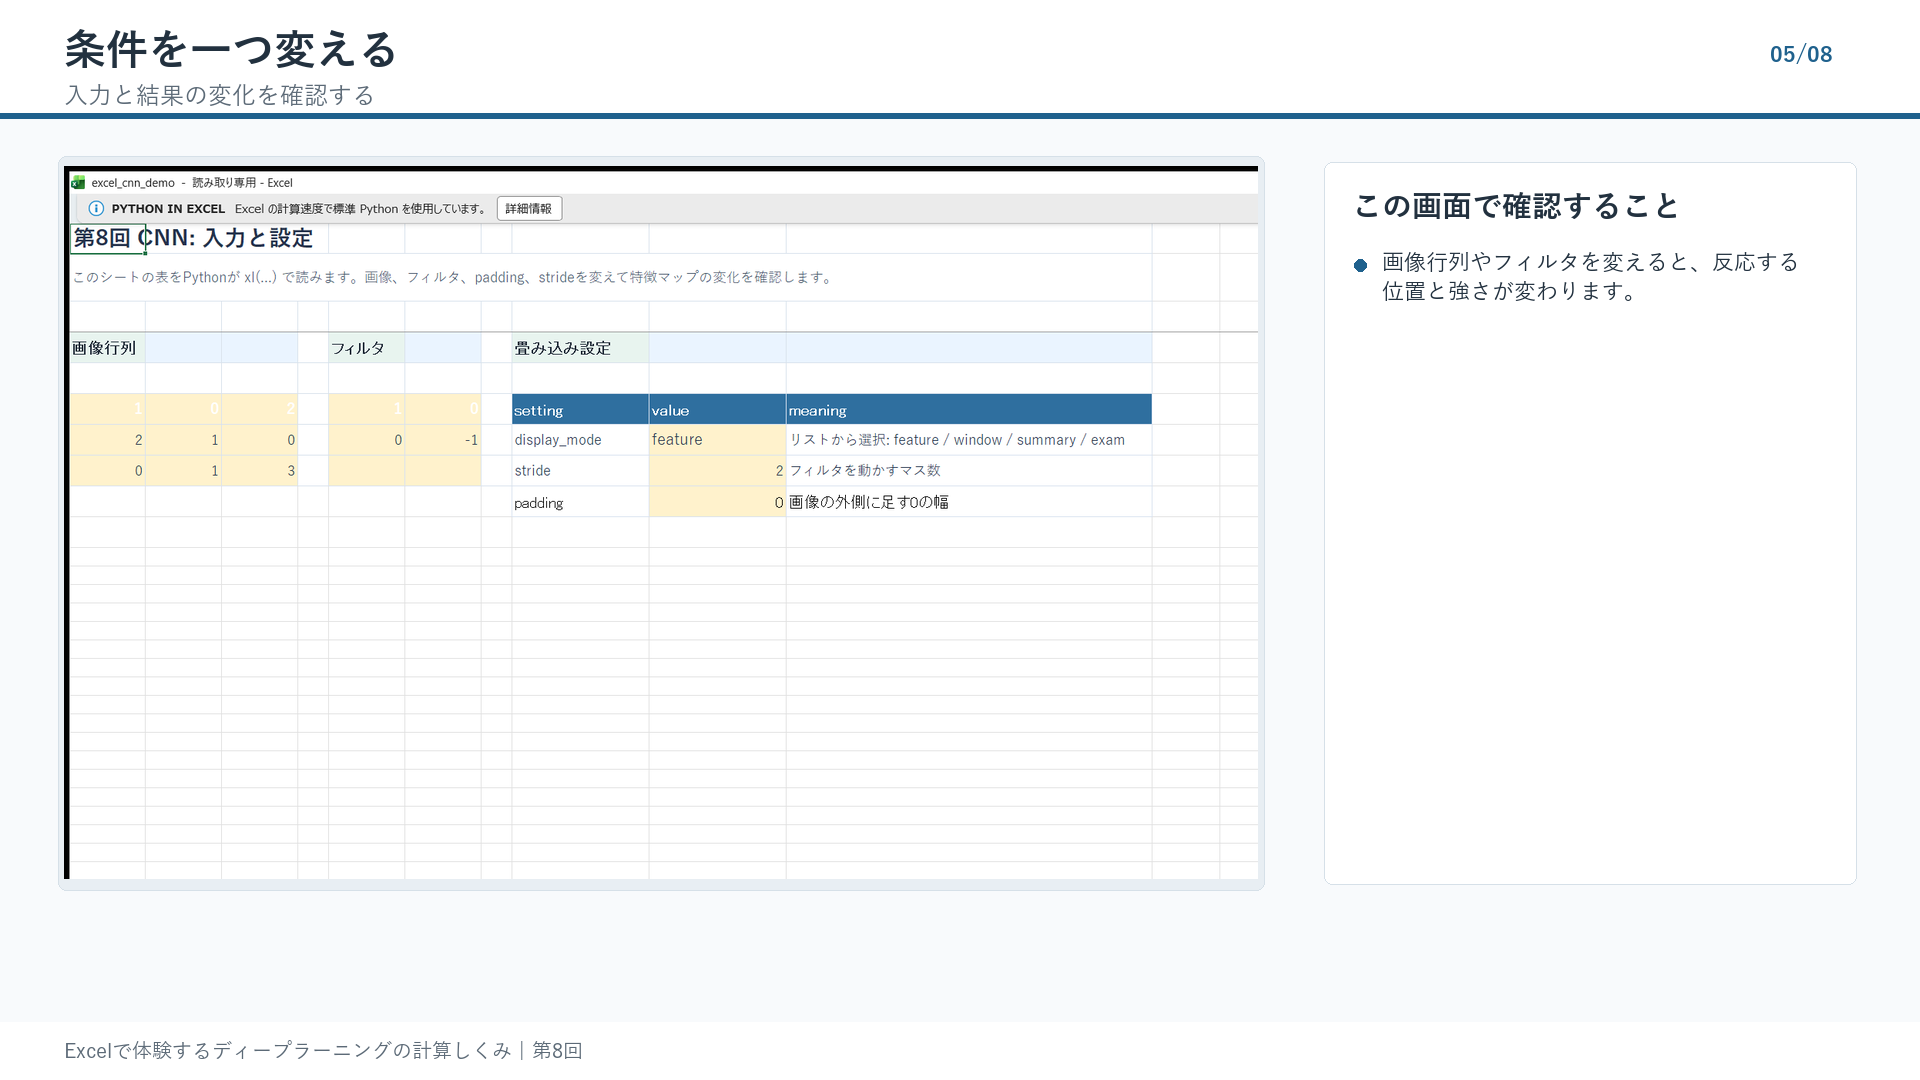 条件を一つ変える
入力と結果の変化を確認する
05/08
excel_cnn_demo - 読み取り専用 - Excel
PYTHON IN EXCEL Excel の計算速度で標準 Python を使用しています。 詳細情報
第8回 CNN: 入力と設定
このシートの表をPythonが xl(...) で読みます。画像、フィルタ、padding、strideを変えて特徴マップの変化を確認します。
画像行列 フィルタ 畳み込み設定
1 0 2 1 0 setting value meaning
2 1 0 0 -1 display_mode feature リストから選択: feature / window / summary / exam
0 1 3 stride 2 フィルタを動かすマス数
padding 0 画像の外側に足す0の幅
この画面で確認すること
画像行列やフィルタを変えると、反応する
位置と強さが変わります。
Excelで体験するディープラーニングの計算しくみ｜第8回